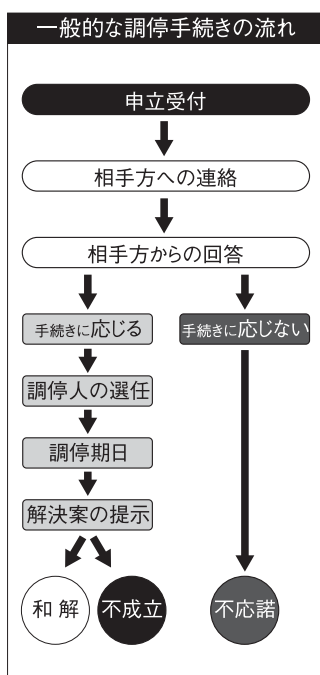 一般的な調停手続きの流れ
申立受付
相手方への連絡
相手方からの回答
手続きに応じる
手続きに応じない
調停人の選任
調停期日
解決案の提示
和解
不成立
不応諾